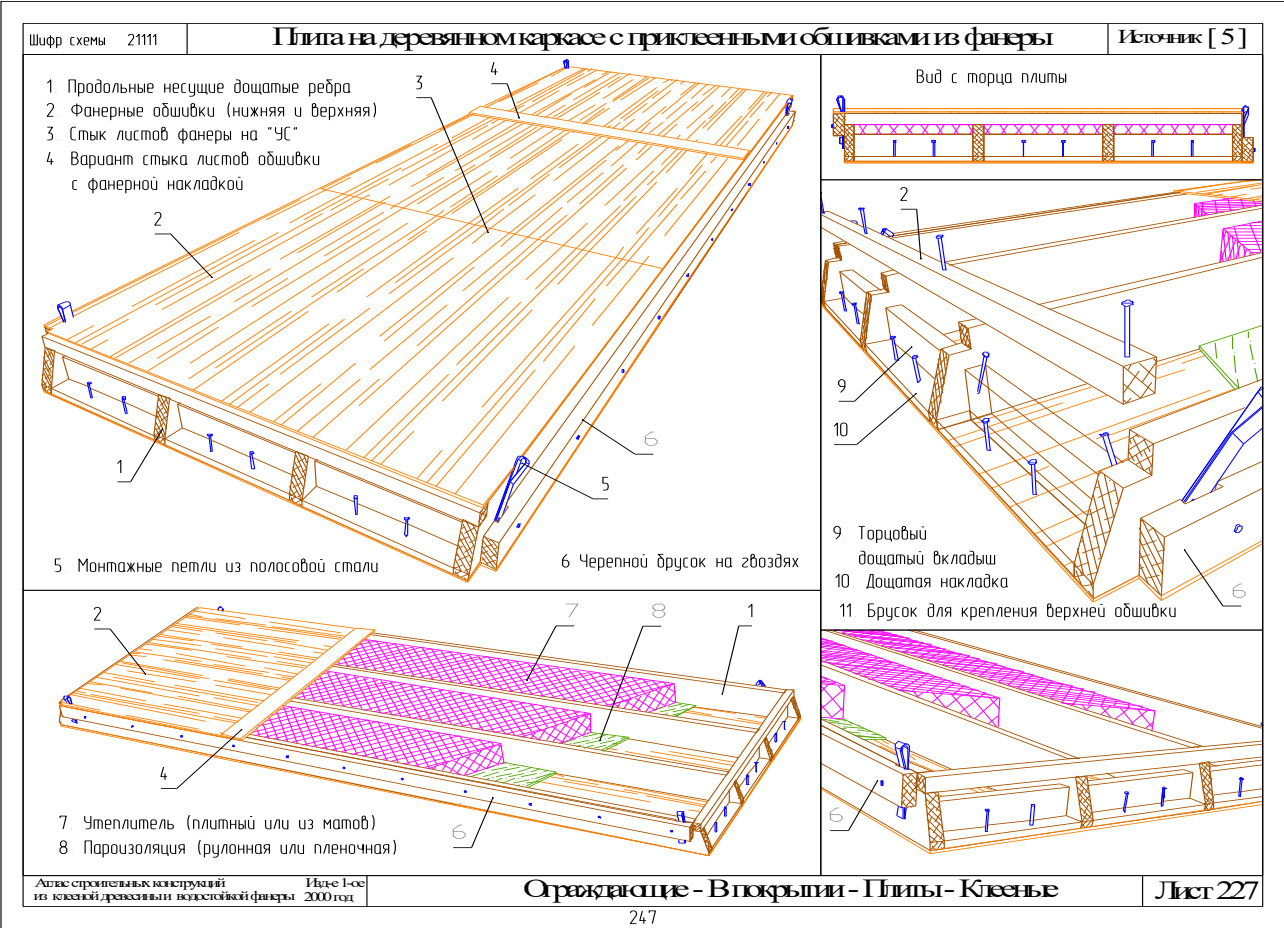 Шифр схемы 21111
Плита на деревянном каркасе с приклеенными обшивками из фанеры
Источник [ 5 ]
1 Продольные несущие дощатые ребра
2 Фанерные обшивки (нижняя и верхняя)
3 Стык листов фанеры на "УС"
4 Вариант стыка листов обшивки
с фанерной накладкой
4
3
2
1
6
5
5 Монтажные петли из полосовой стали
6 Черепной брусок на гвоздях
Вид с торца плиты
2
9
10
9 Торцовый
дощатый вкладыш
10 Дощатая накладка
11. Брусок для крепления верхней обшивки
6
2
7
8
1
4
6
7. Утеплитель (плитный или из матов)
8. Пароизоляция (рулонная или пленочная)
6
Атлас строительных конструкций
из клееной древесины и водостойкой фанеры
Изд-е 1-ое
2000 год
Ограждающие - В покрытии - Плиты - Клееные
Лист 227
247